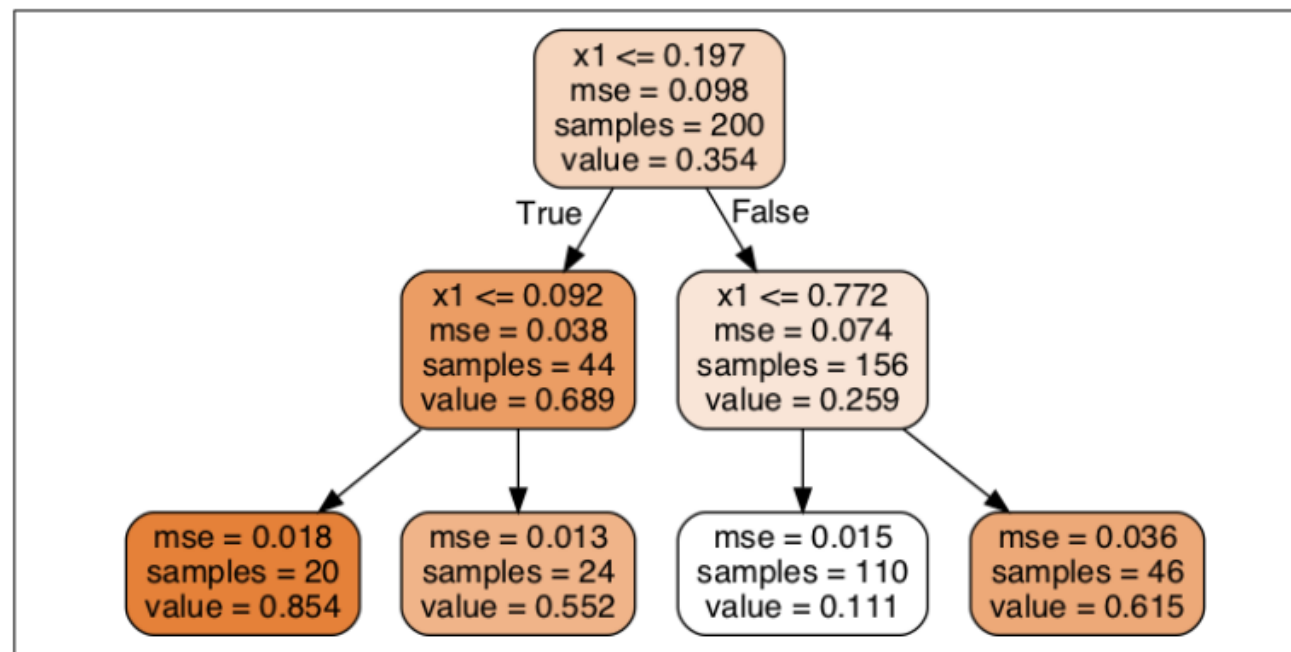 x1 <= 0.197
mse = 0.098
samples = 200
value = 0.354
True
False
x1 <= 0.092
mse = 0.038
samples = 44
value = 0.689
x1 <= 0.772
mse = 0.074
samples = 156
value = 0.259
mse = 0.018
samples = 20
value = 0.854
mse = 0.013
samples = 24
value = 0.552
mse = 0.015
samples = 110
value = 0.111
mse = 0.036
samples = 46
value = 0.615